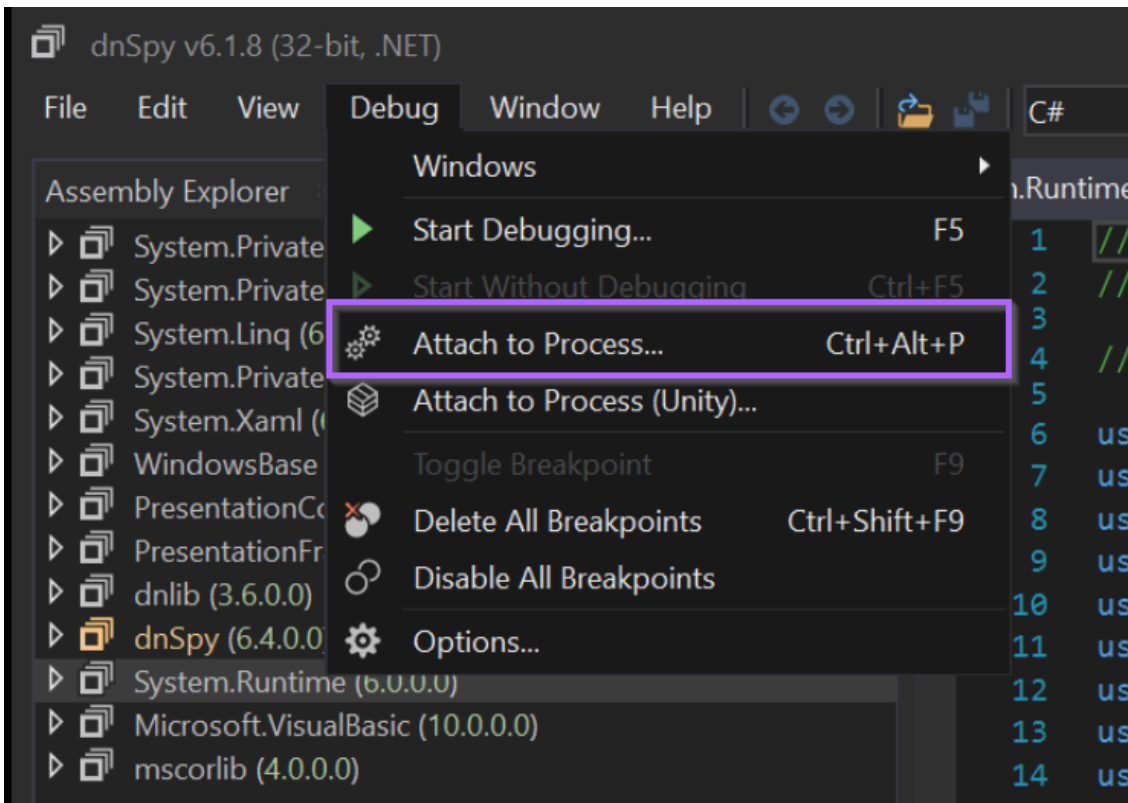 dnSpy v6.1.8 (32-bit, .NET)
File Edit View Debug Window Help C#
Assembly Explorer
Windows
Start Debugging... F5
Start Without Debugging Ctrl+F5
Attach to Process... Ctrl+Alt+P
Attach to Process (Unity)...
Toggle Breakpoint F9
Delete All Breakpoints Ctrl+Shift+F9
Disable All Breakpoints
Options...
System.Private
System.Private
System.Linq (6
System.Private
System.Xaml (
WindowsBase
PresentationCo
PresentationFr
dnlib (3.6.0.0)
dnSpy (6.4.0.0)
System.Runtime (6.0.0.0)
Microsoft.VisualBasic (10.0.0.0)
mscorlib (4.0.0.0)
.Runtime
1 //
2 //
3
4 //
5
6 us
7 us
8 us
9 us
10 us
11 us
12 us
13 us
14 us